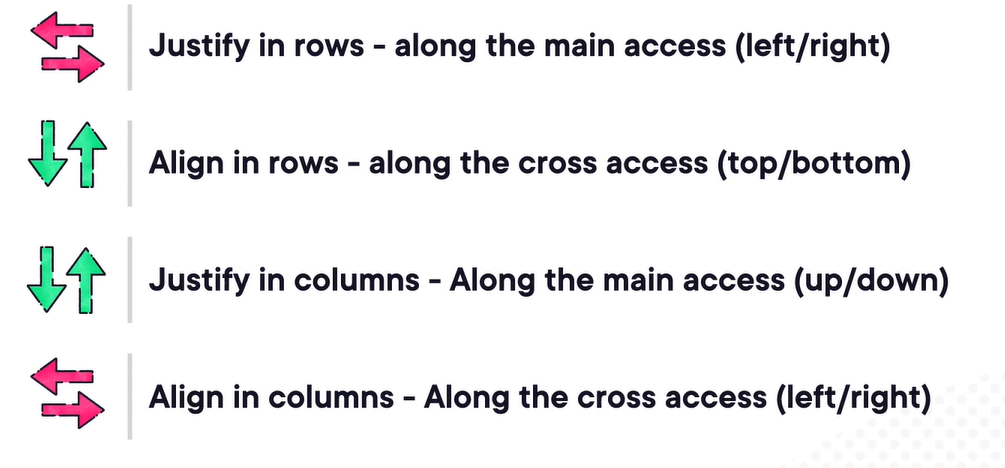 Justify in rows - along the main access (left/right)
Align in rows - along the cross access (top/bottom)
Justify in columns - Along the main access (up/down)
Align in columns - Along the cross access (left/right)